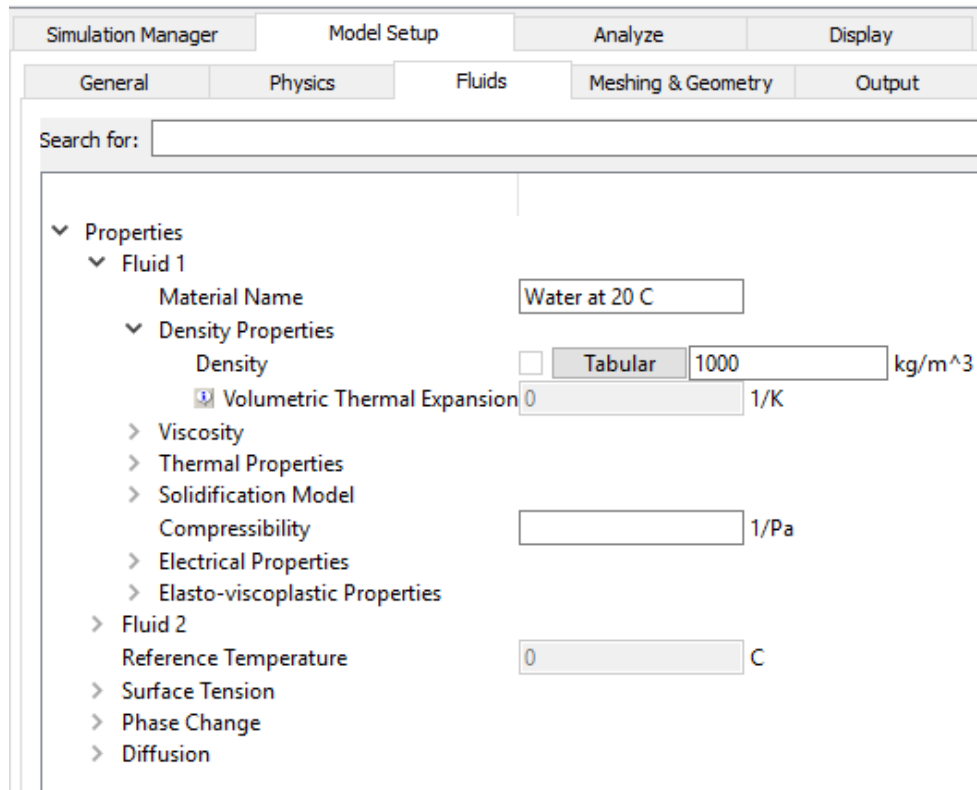 Simulation Manager Model Setup Analyze Display
General Physics Fluids Meshing & Geometry Output
Search for:
Properties
Fluid 1
Material Name Water at 20 C
Density Properties
Density Tabular 1000 kg/m^3
Volumetric Thermal Expansion 0 1/K
Viscosity
Thermal Properties
Solidification Model
Compressibility 1/Pa
Electrical Properties
Elasto-viscoplastic Properties
Fluid 2
Reference Temperature 0 C
Surface Tension
Phase Change
Diffusion